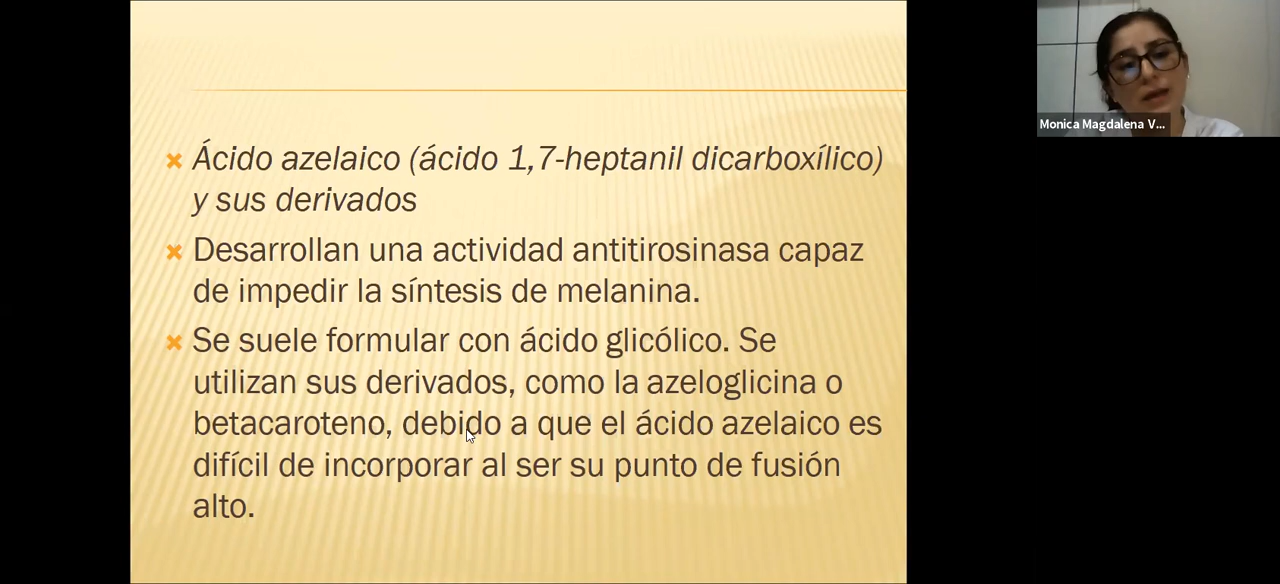 Ácido azelaico (ácido 1,7-heptanil dicarboxílico)
y sus derivados
Desarrollan una actividad antitirosinasa capaz
de impedir la síntesis de melanina.
Se suele formular con ácido glicólico. Se
utilizan sus derivados, como la azeloglicina o
betacaroteno, debido a que el ácido azelaico es
difícil de incorporar al ser su punto de fusión
alto.
Monica Magdalena V...